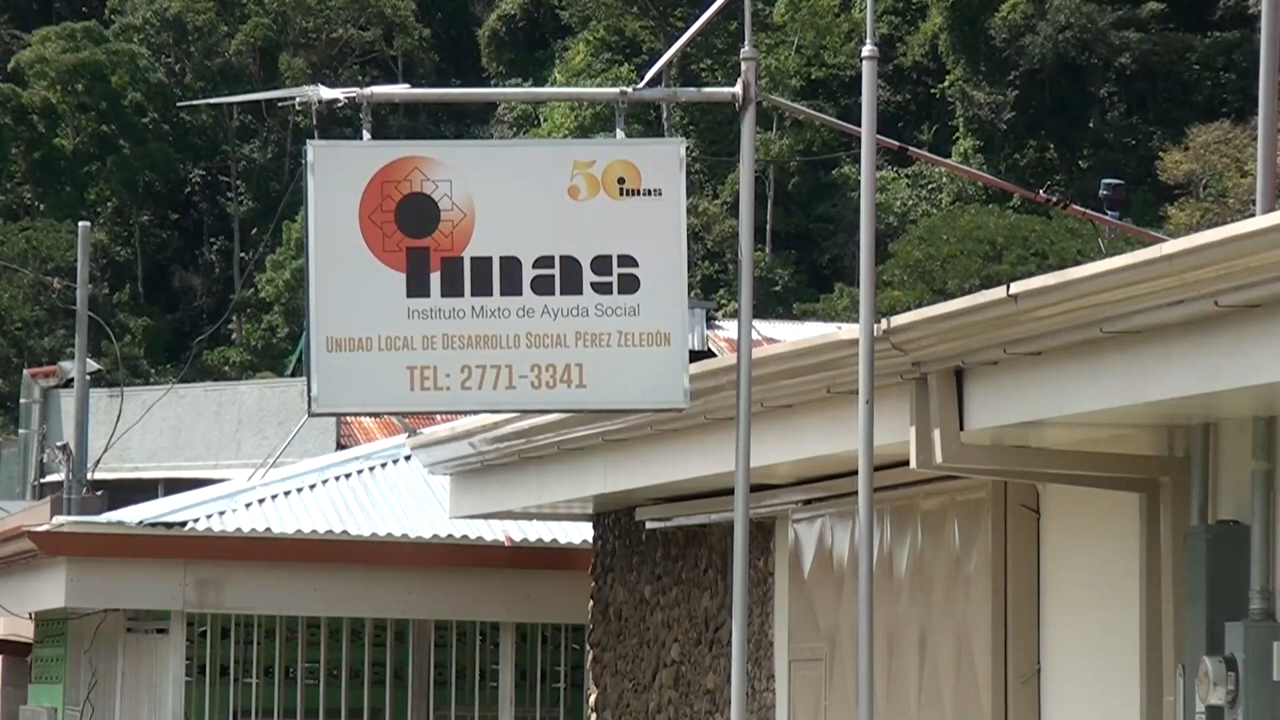 50 imas
imas
Instituto Mixto de Ayuda Social
UNIDAD LOCAL DE DESARROLLO SOCIAL PÉREZ ZELEDÓN
TEL: 2771-3341